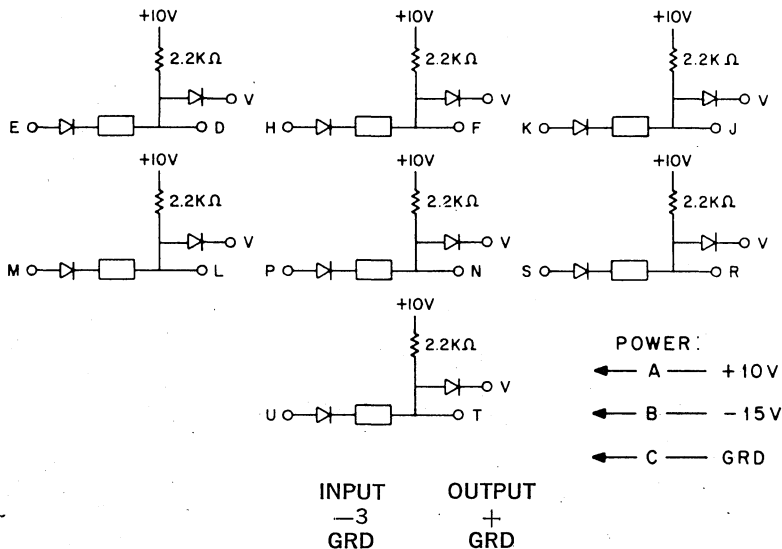 +10V +10V +10V
2.2KΩ 2.2KΩ 2.2KΩ
V V V
E D H F K J
+10V +10V +10V
2.2KΩ 2.2KΩ 2.2KΩ
V V V
M L P N S R
+10V
2.2KΩ
V
U T
POWER:
A +10V
B -15V
C GRD
INPUT OUTPUT
-3 +
GRD GRD